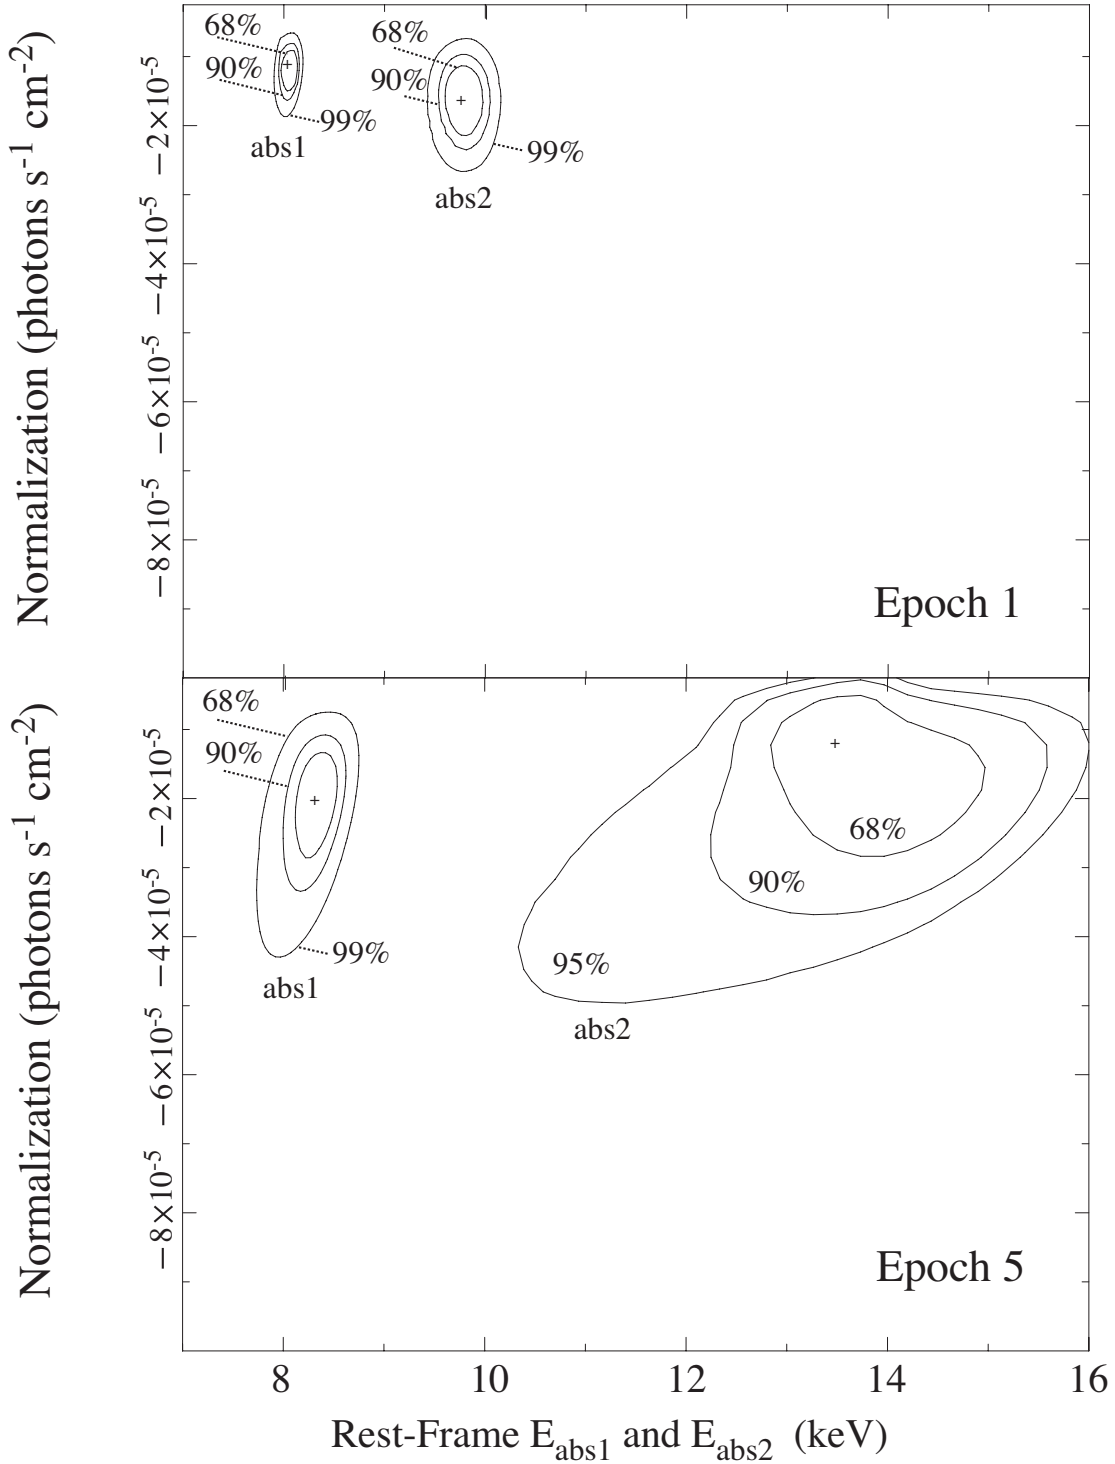 Normalization (photons s⁻¹ cm⁻²)
−2×10⁻⁵
−4×10⁻⁵
−6×10⁻⁵
−8×10⁻⁵
68%
90%
99%
abs1
68%
90%
99%
abs2
Epoch 1
Normalization (photons s⁻¹ cm⁻²)
−2×10⁻⁵
−4×10⁻⁵
−6×10⁻⁵
−8×10⁻⁵
68%
90%
99%
abs1
68%
90%
95%
abs2
Epoch 5
8 10 12 14 16
Rest-Frame E_abs1 and E_abs2 (keV)